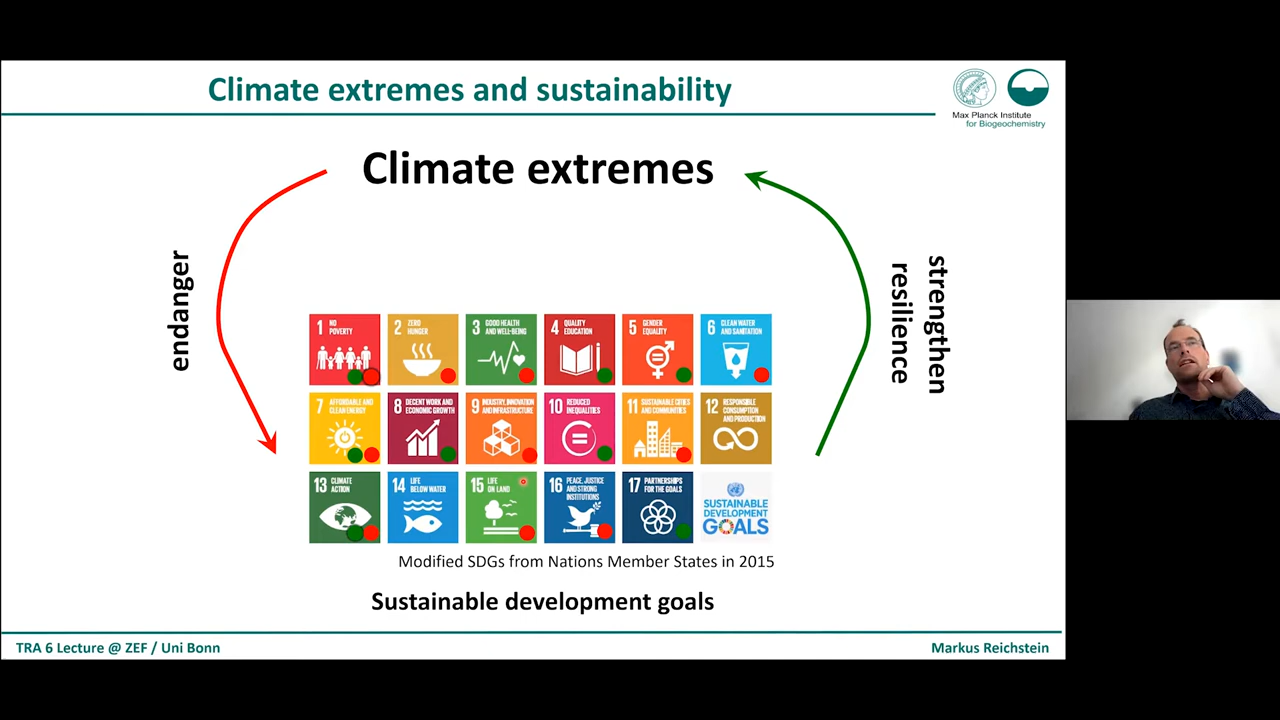 Climate extremes and sustainability
Max Planck Institute
for Biogeochemistry
Climate extremes
endanger
strengthen
resilience
1 NO
POVERTY
2 ZERO
HUNGER
3 GOOD HEALTH
AND WELL-BEING
4 QUALITY
EDUCATION
5 GENDER
EQUALITY
6 CLEAN WATER
AND SANITATION
7 AFFORDABLE AND
CLEAN ENERGY
8 DECENT WORK AND
ECONOMIC GROWTH
9 INDUSTRY, INNOVATION
AND INFRASTRUCTURE
10 REDUCED
INEQUALITIES
11 SUSTAINABLE CITIES
AND COMMUNITIES
12 RESPONSIBLE
CONSUMPTION
AND PRODUCTION
13 CLIMATE
ACTION
14 LIFE
BELOW WATER
15 LIFE
ON LAND
16 PEACE, JUSTICE
AND STRONG
INSTITUTIONS
17 PARTNERSHIPS
FOR THE GOALS
SUSTAINABLE
DEVELOPMENT
GOALS
Modified SDGs from Nations Member States in 2015
Sustainable development goals
TRA 6 Lecture @ ZEF / Uni Bonn
Markus Reichstein